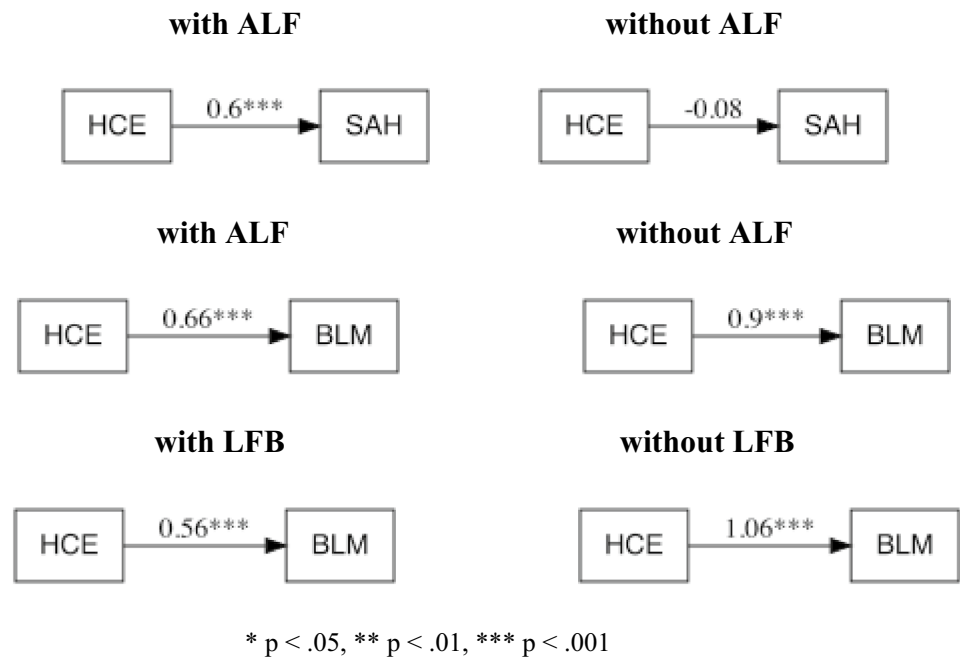 with ALF without ALF
HCE 0.6*** SAH HCE -0.08 SAH
with ALF without ALF
HCE 0.66*** BLM HCE 0.9*** BLM
with LFB without LFB
HCE 0.56*** BLM HCE 1.06*** BLM
* p < .05, ** p < .01, *** p < .001